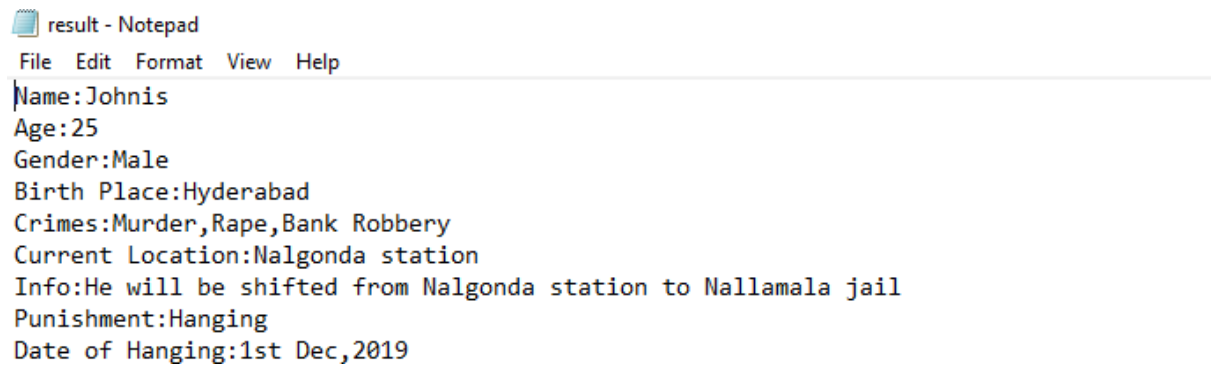 result - Notepad
File Edit Format View Help
Name:Johnis
Age:25
Gender:Male
Birth Place:Hyderabad
Crimes:Murder,Rape,Bank Robbery
Current Location:Nalgonda station
Info:He will be shifted from Nalgonda station to Nallamala jail
Punishment:Hanging
Date of Hanging:1st Dec,2019